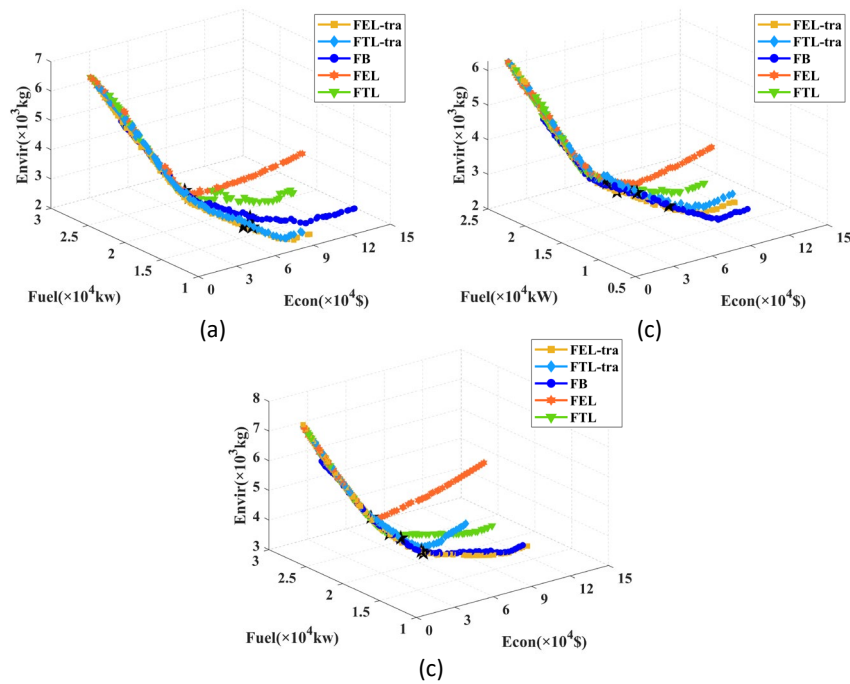 FEL-tra
FTL-tra
FB
FEL
FTL
7
6
5
4
3
2
Envir(×10³kg)
3
2.5
2
1.5
1
Fuel(×10⁴kw)
0
3
6
9
12
15
Econ(×10⁴$)
(a)
FEL-tra
FTL-tra
FB
FEL
FTL
6
5
4
3
2
Envir(×10³kg)
2.5
2
1.5
1
0.5
Fuel(×10⁴kW)
0
3
6
9
12
15
Econ(×10⁴$)
(c)
FEL-tra
FTL-tra
FB
FEL
FTL
8
7
6
5
4
3
Envir(×10³kg)
3
2.5
2
1.5
1
Fuel(×10⁴kw)
0
3
6
9
12
15
Econ(×10⁴$)
(c)